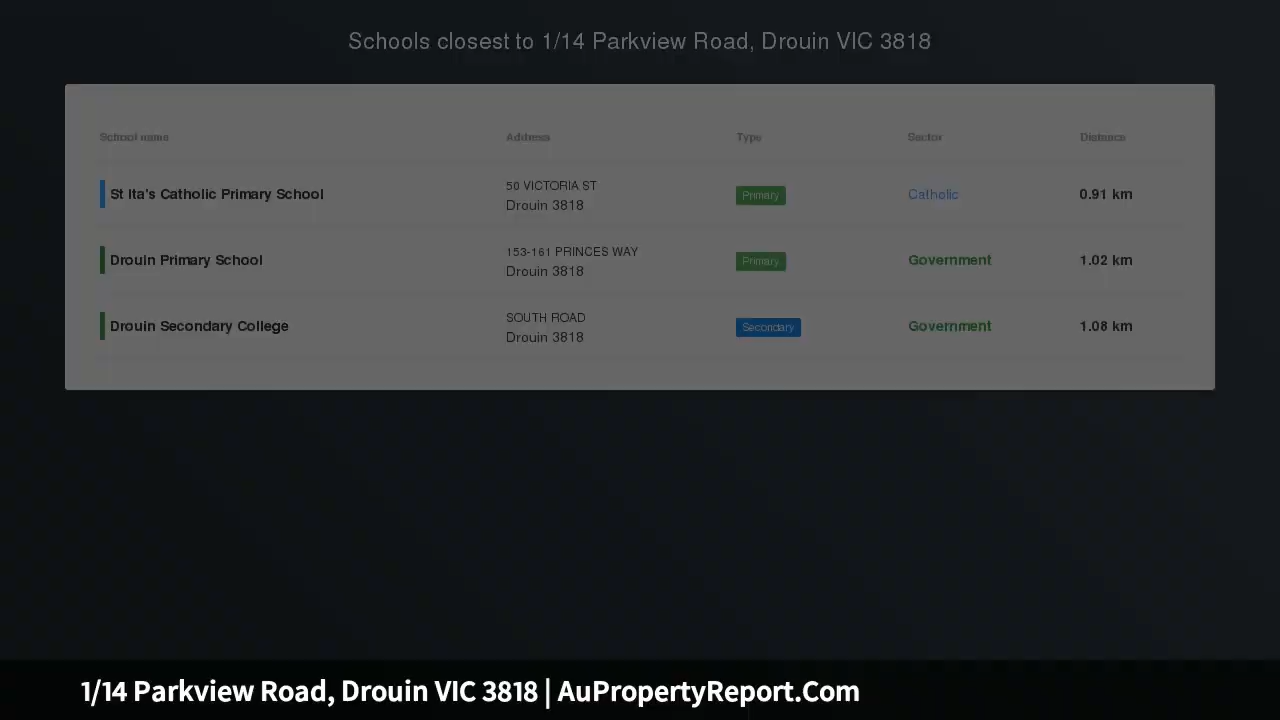 Schools closest to 1/14 Parkview Road, Drouin VIC 3818
School name Address Type Sector Distance
St Ita's Catholic Primary School 50 VICTORIA ST Primary Catholic 0.91 km
Drouin 3818
Drouin Primary School 153-161 PRINCES WAY Primary Government 1.02 km
Drouin 3818
Drouin Secondary College SOUTH ROAD Secondary Government 1.08 km
Drouin 3818
1/14 Parkview Road, Drouin VIC 3818 | AuPropertyReport.Com